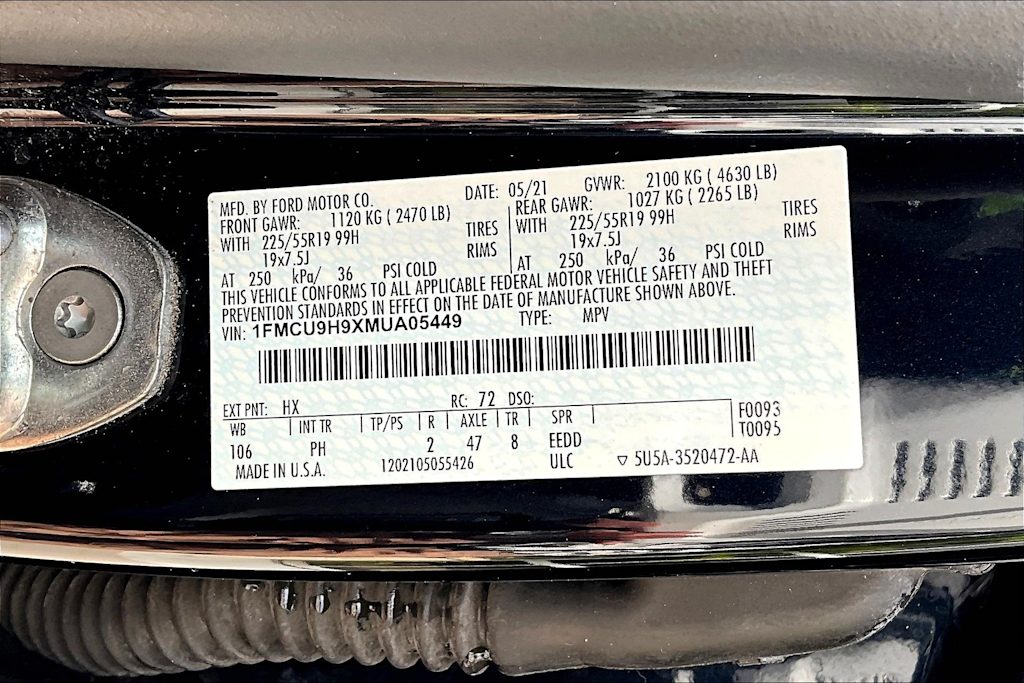 MFD. BY FORD MOTOR CO. DATE: 05/21 GVWR: 2100 KG ( 4630 LB)
FRONT GAWR: 1120 KG ( 2470 LB) REAR GAWR: 1027 KG ( 2265 LB)
WITH 225/55R19 99H TIRES WITH 225/55R19 99H TIRES
19x7.5J RIMS 19x7.5J RIMS
AT 250 kPa/ 36 PSI COLD AT 250 kPa/ 36 PSI COLD
THIS VEHICLE CONFORMS TO ALL APPLICABLE FEDERAL MOTOR VEHICLE SAFETY AND THEFT
PREVENTION STANDARDS IN EFFECT ON THE DATE OF MANUFACTURE SHOWN ABOVE.
VIN: 1FMCU9H9XMUA05449 TYPE: MPV
EXT PNT: HX RC: 72 DSO:
WB INT TR TP/PS R AXLE TR SPR F0093
106 PH 2 47 8 EEDD T0095
MADE IN U.S.A. 1202105055426 ULC ▽ 5U5A-3520472-AA